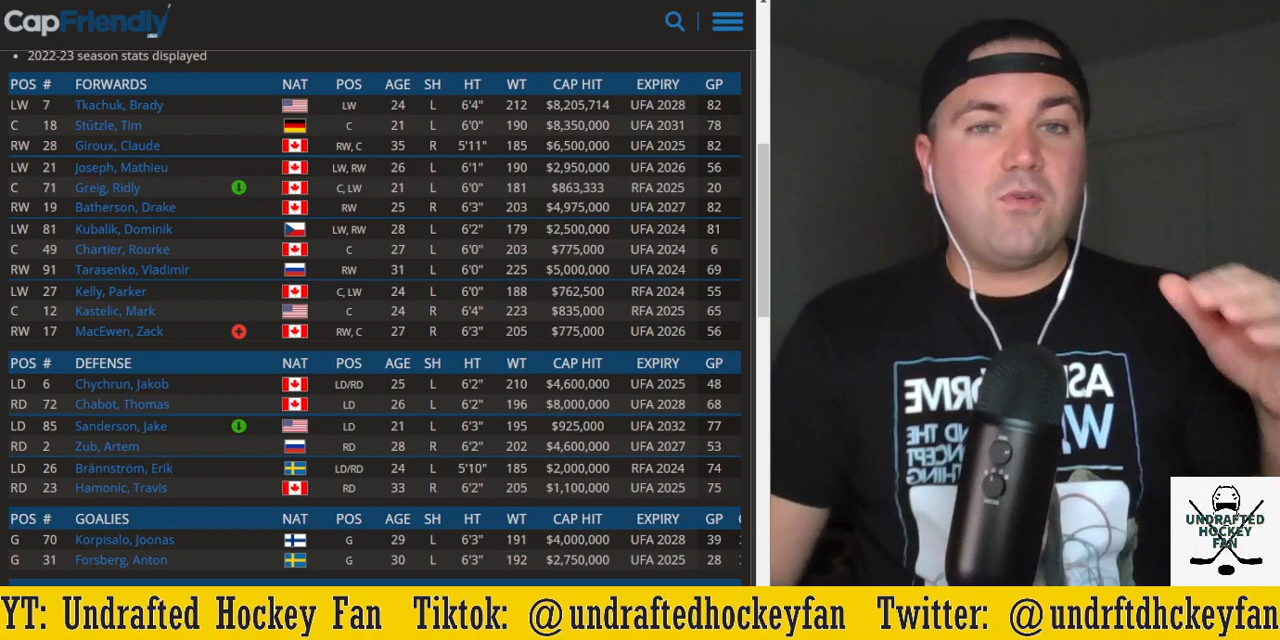 CapFriendly
2022-23 season stats displayed
POS # FORWARDS NAT POS AGE SH HT WT CAP HIT EXPIRY GP
LW 7 Tkachuk, Brady LW 24 L 6'4" 212 $8,205,714 UFA 2028 82
C 18 Stützle, Tim C 21 L 6'0" 190 $8,350,000 UFA 2031 78
RW 28 Giroux, Claude RW, C 35 R 5'11" 185 $6,500,000 UFA 2025 82
LW 21 Joseph, Mathieu LW, RW 26 L 6'1" 190 $2,950,000 UFA 2026 56
C 71 Greig, Ridly C, LW 21 L 6'0" 181 $863,333 RFA 2025 20
RW 19 Batherson, Drake RW 25 R 6'3" 203 $4,975,000 UFA 2027 82
LW 81 Kubalik, Dominik LW, RW 28 L 6'2" 179 $2,500,000 UFA 2024 81
C 49 Chartier, Rourke C 27 L 6'0" 203 $775,000 UFA 2024 6
RW 91 Tarasenko, Vladimir RW 31 L 6'0" 225 $5,000,000 UFA 2024 69
LW 27 Kelly, Parker C, LW 24 L 6'0" 188 $762,500 RFA 2024 55
C 12 Kastelic, Mark C 24 R 6'4" 223 $835,000 RFA 2025 65
RW 17 MacEwen, Zack RW, C 27 R 6'3" 205 $775,000 UFA 2026 56
POS # DEFENSE NAT POS AGE SH HT WT CAP HIT EXPIRY GP
LD 6 Chychrun, Jakob LD/RD 25 L 6'2" 210 $4,600,000 UFA 2025 48
RD 72 Chabot, Thomas LD 26 L 6'2" 196 $8,000,000 UFA 2028 68
LD 85 Sanderson, Jake LD 21 L 6'3" 195 $925,000 UFA 2032 77
RD 2 Zub, Artem RD 28 R 6'2" 202 $4,600,000 UFA 2027 53
LD 26 Brännström, Erik LD/RD 24 L 5'10" 185 $2,000,000 RFA 2024 74
RD 23 Hamonic, Travis RD 33 R 6'2" 205 $1,100,000 UFA 2025 75
POS # GOALIES NAT POS AGE SH HT WT CAP HIT EXPIRY GP
G 70 Korpisalo, Joonas G 29 L 6'3" 191 $4,000,000 UFA 2028 39
G 31 Forsberg, Anton G 30 L 6'3" 192 $2,750,000 UFA 2025 28
UNDRAFTED
HOCKEY
FAN
YT: Undrafted Hockey Fan Tiktok: @undraftedhockeyfan Twitter: @undrftdhckeyfan